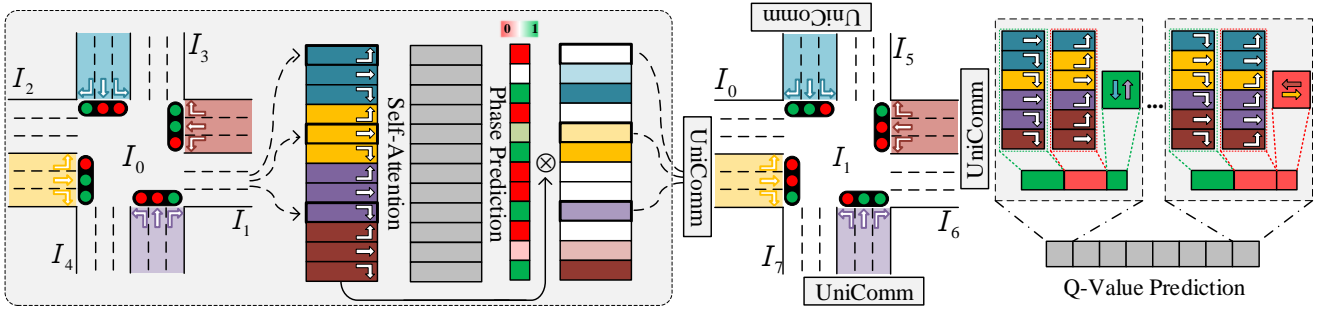 I2
I3
I0
I4
I1
Self-Attention
0 1
Phase Prediction
⊗
UniComm
UniComm
I0
I5
I1
I7
I6
UniComm
UniComm
...
Q-Value Prediction